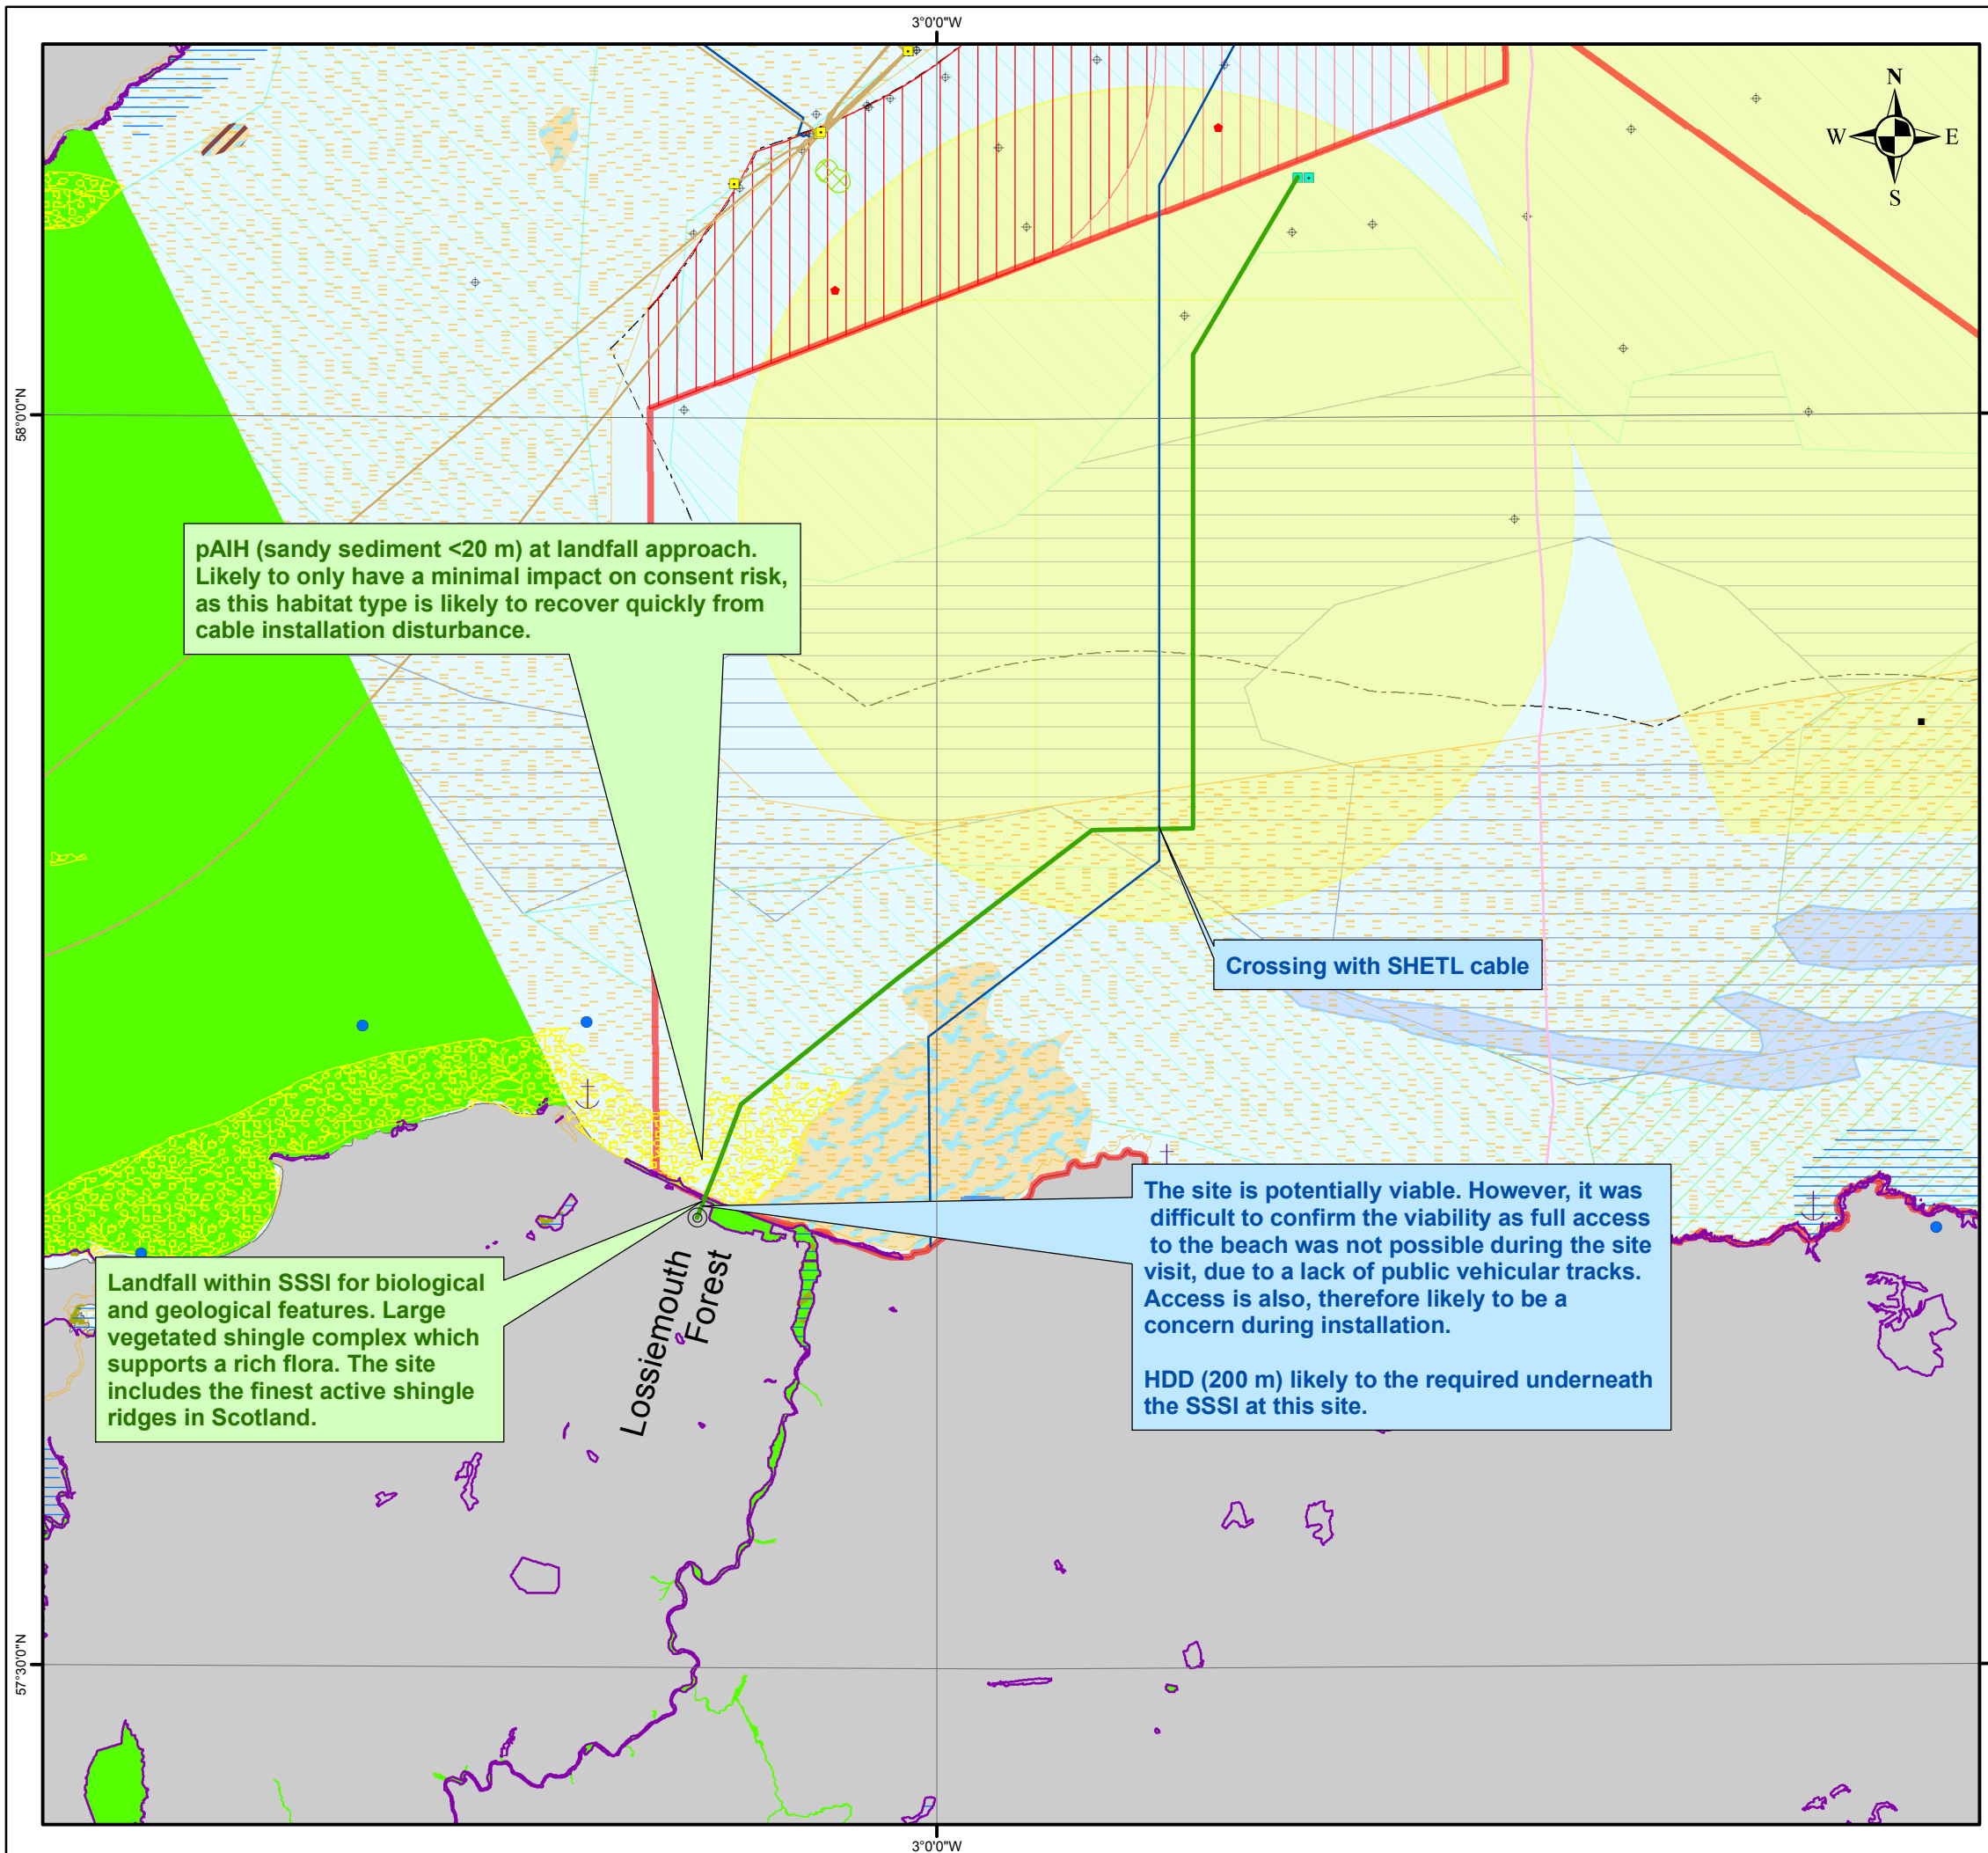 3°0'0"W
N
W
E
S
58°0'0"N
pAIH (sandy sediment <20 m) at landfall approach.
Likely to only have a minimal impact on consent risk,
as this habitat type is likely to recover quickly from
cable installation disturbance.
Crossing with SHETL cable
The site is potentially viable. However, it was
difficult to confirm the viability as full access
to the beach was not possible during the site
visit, due to a lack of public vehicular tracks.
Access is also, therefore likely to be a
concern during installation.
HDD (200 m) likely to the required underneath
the SSSI at this site.
Landfall within SSSI for biological
and geological features. Large
vegetated shingle complex which
supports a rich flora. The site
includes the finest active shingle
ridges in Scotland.
Lossiemouth
Forest
57°30'0"N
3°0'0"W